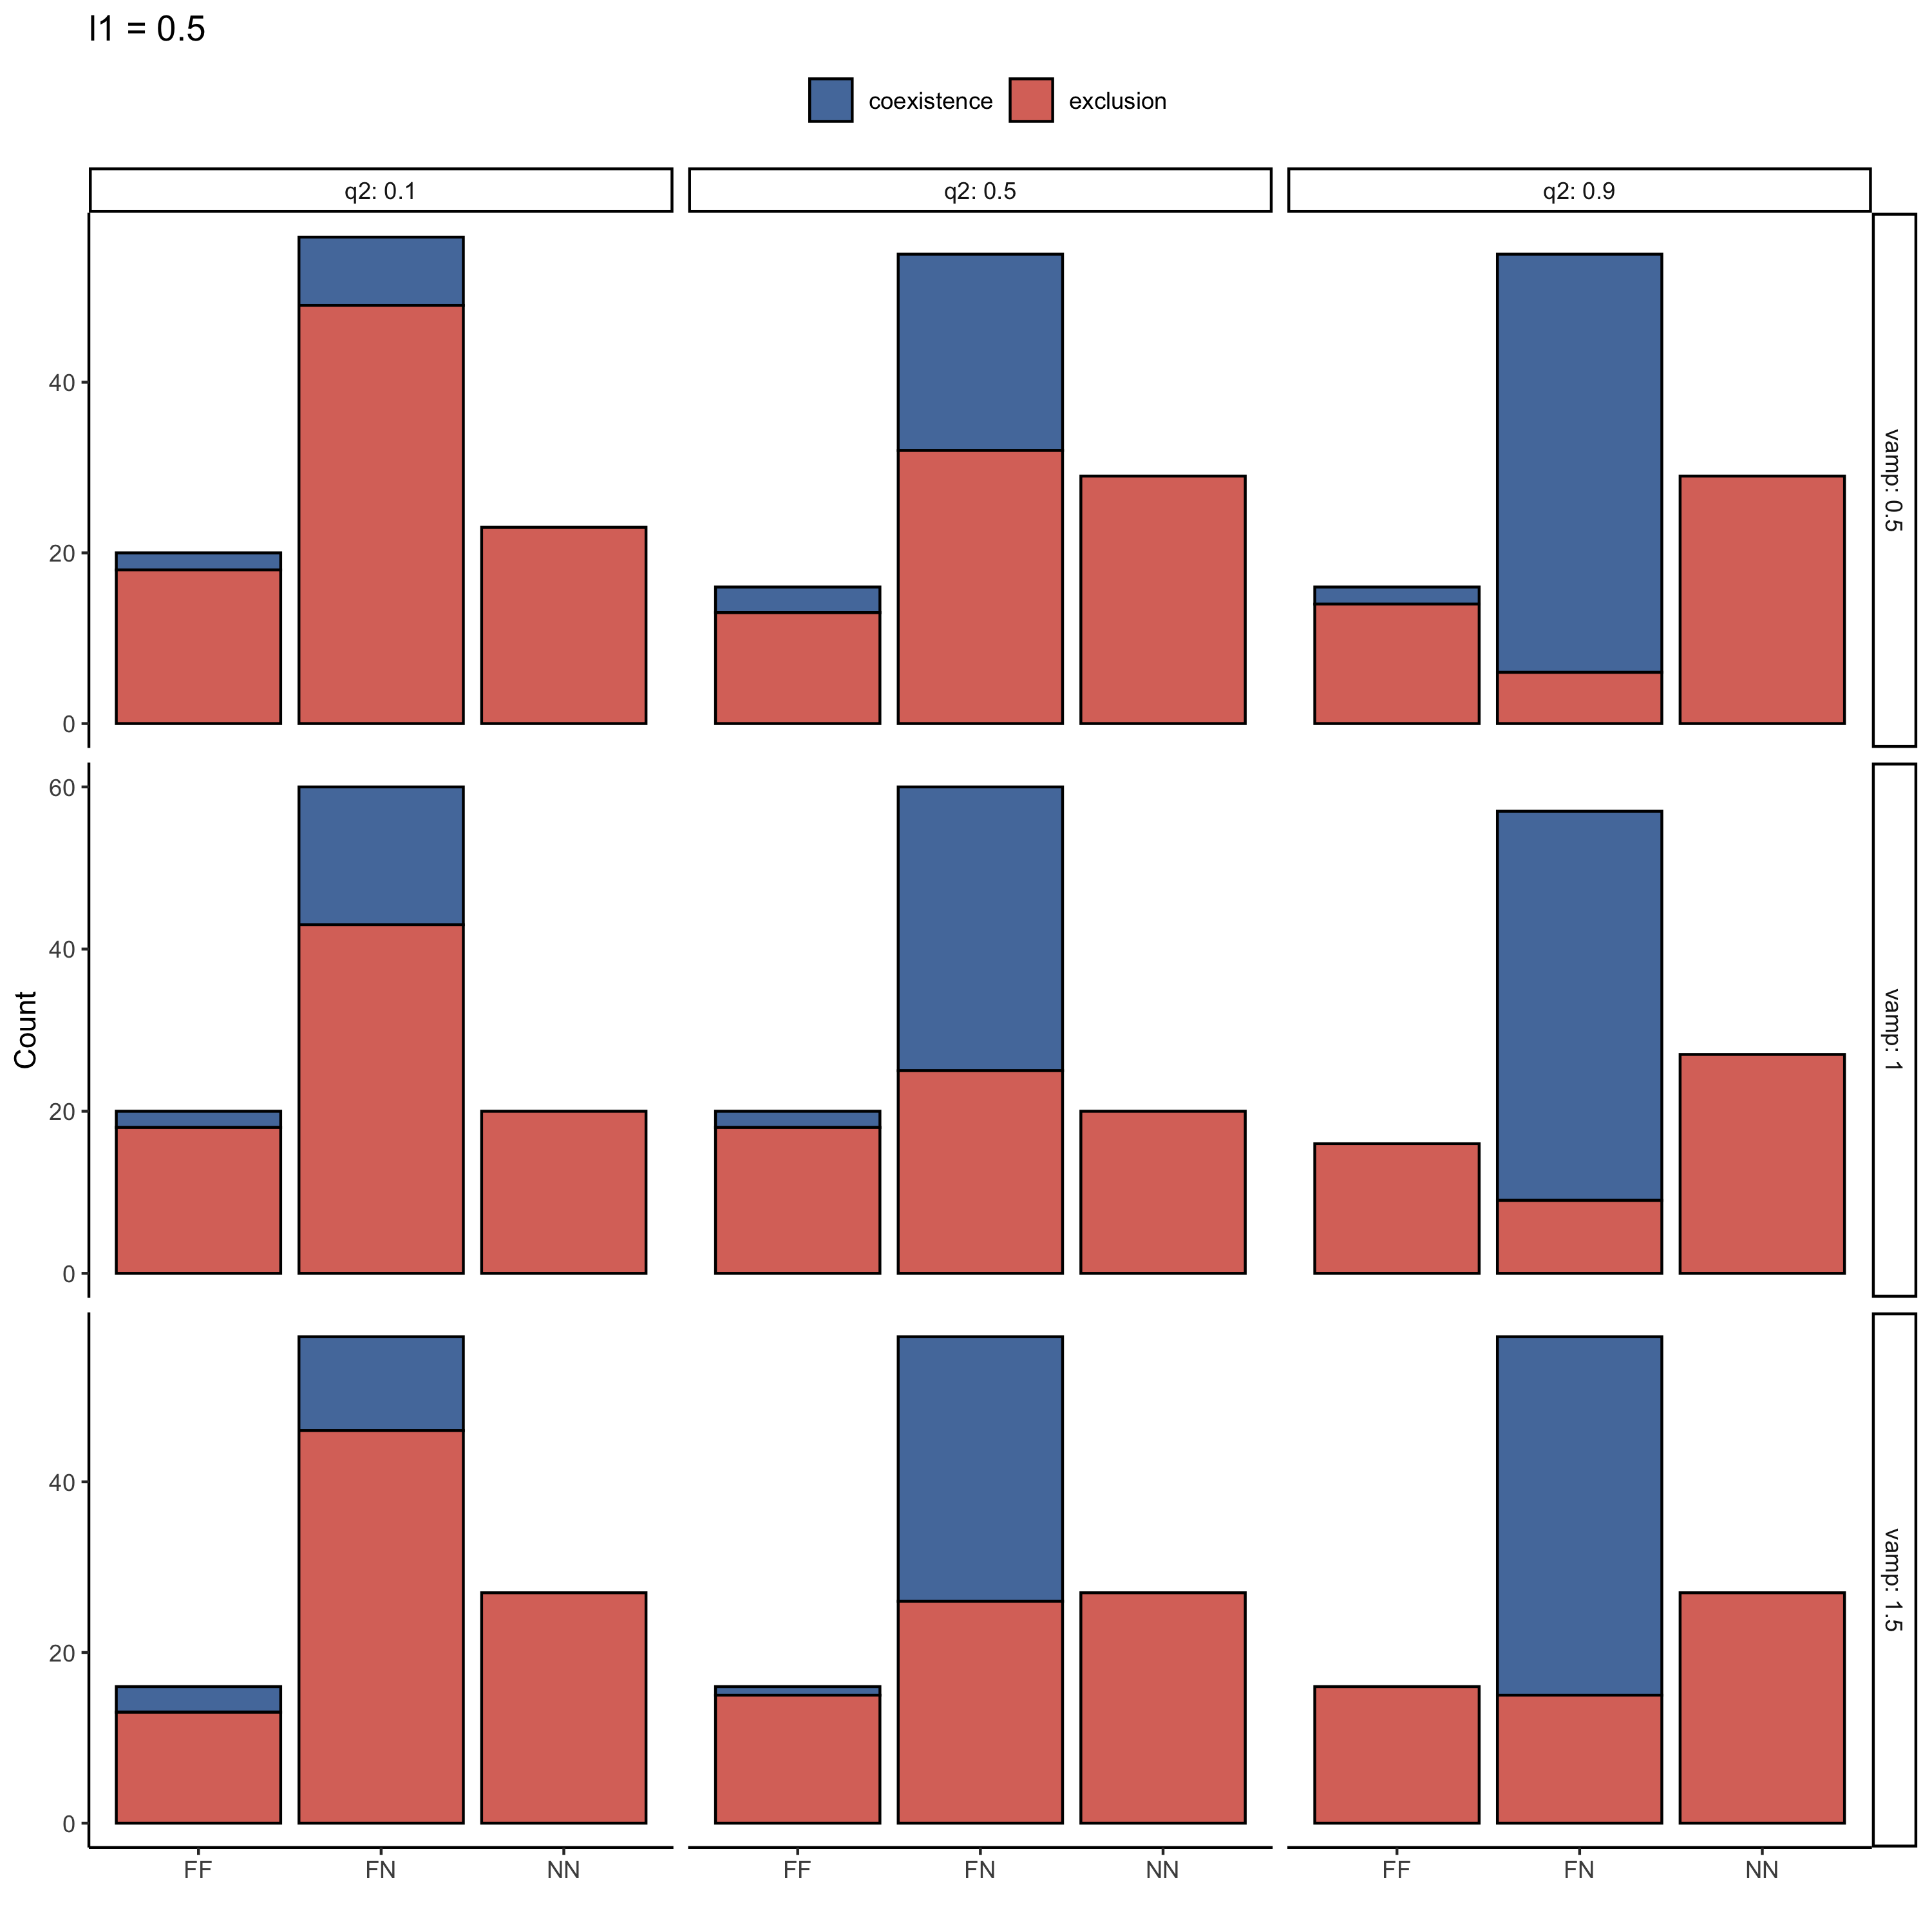 l1 = 0.5
coexistence exclusion
q2: 0.1 q2: 0.5 q2: 0.9
40
20
0
vamp: 0.5
60
40
20
0
vamp: 1
Count
40
20
0
vamp: 1.5
FF FN NN FF FN NN FF FN NN